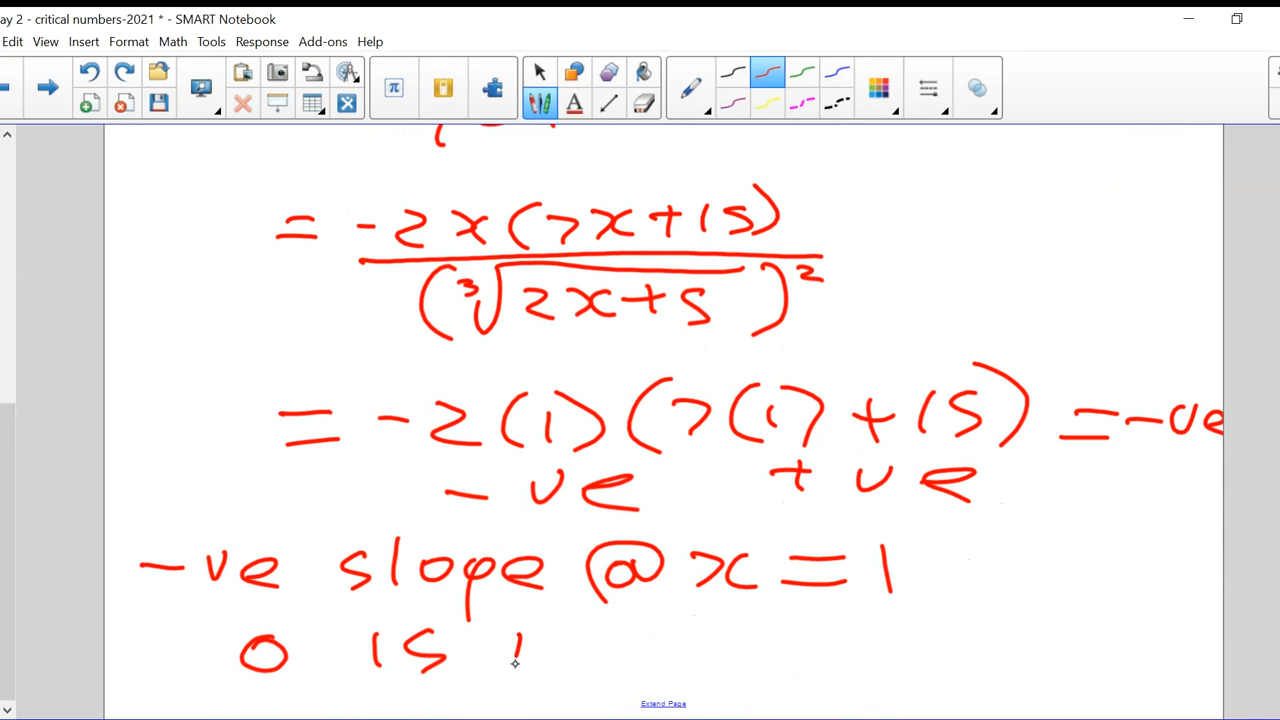 ay 2 - critical numbers-2021 * - SMART Notebook
Edit View Insert Format Math Tools Response Add-ons Help
π A
= -2x(7x+15)
(∛2x+5)²
= -2(1)(7(1)+15) = -ve
-ve +ve
-ve slope @ x = 1
0 is
Extend Page